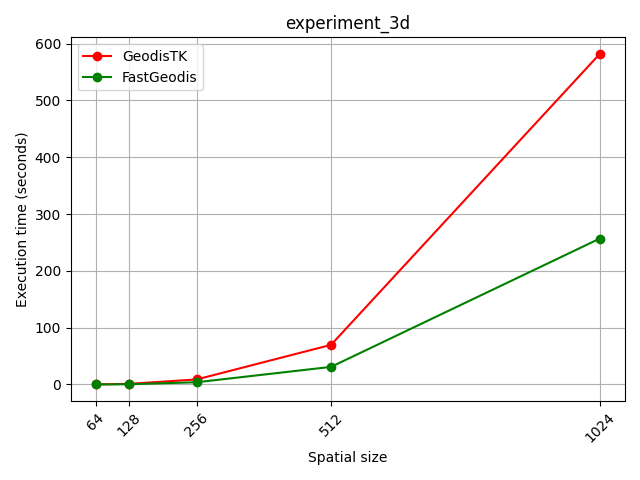 experiment_3d
GeodisTK
FastGeodis
Execution time (seconds)
600
500
400
300
200
100
0
64
128
256
512
1024
Spatial size